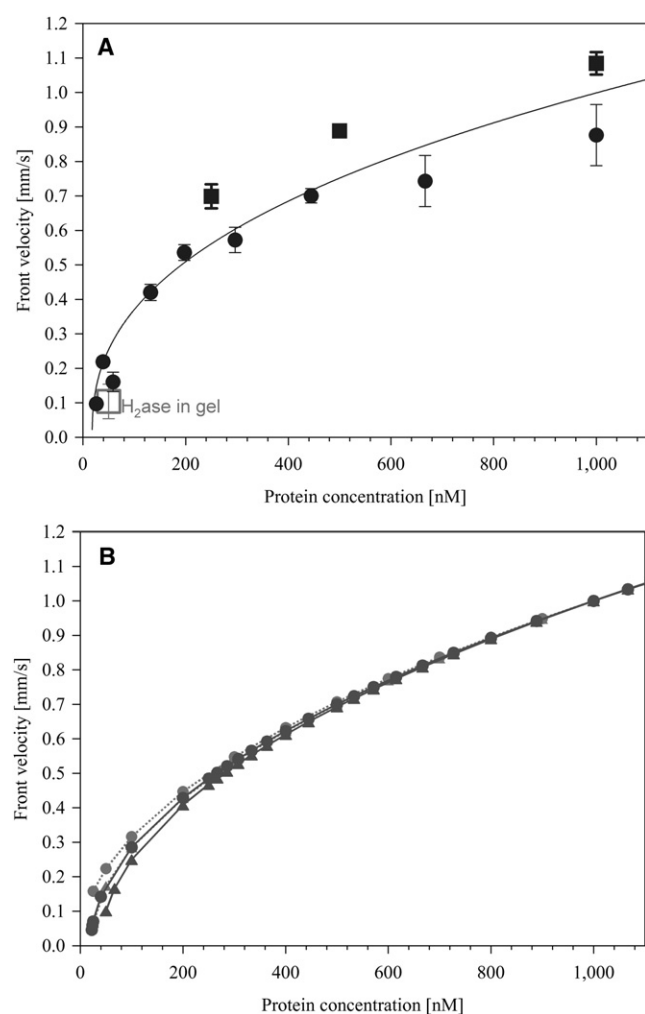 A
1.2
1.1
1.0
0.9
0.8
0.7
0.6
0.5
0.4
0.3
0.2
0.1
0.0
Front velocity [mm/s]
H₂ase in gel
0 200 400 600 800 1,000
Protein concentration [nM]
B
1.2
1.1
1.0
0.9
0.8
0.7
0.6
0.5
0.4
0.3
0.2
0.1
0.0
Front velocity [mm/s]
0 200 400 600 800 1,000
Protein concentration [nM]